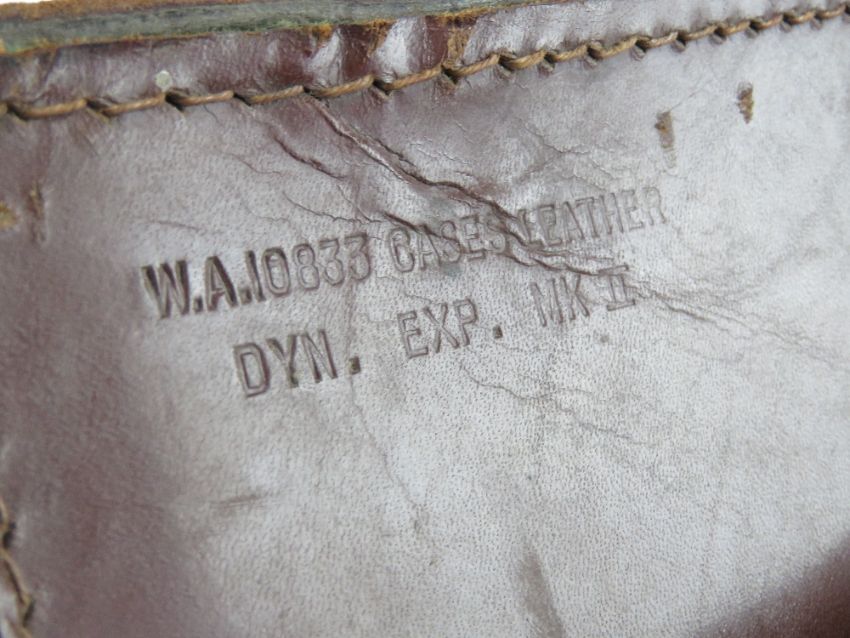 W.A.10833 CASES LEATHER
DYN. EXP. MK II